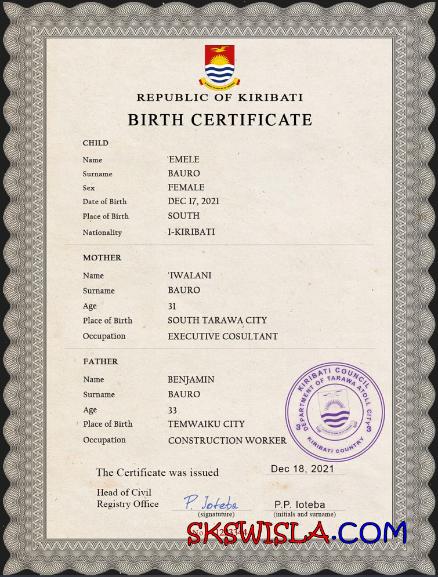 REPUBLIC OF KIRIBATI
BIRTH CERTIFICATE
CHILD
Name 'EMELE
Surname BAURO
Sex FEMALE
Date of Birth DEC 17, 2021
Place of Birth SOUTH
Nationality I-KIRIBATI
MOTHER
Name 'IWALANI
Surname BAURO
Age 31
Place of Birth SOUTH TARAWA CITY
Occupation EXECUTIVE COSULTANT
FATHER
Name BENJAMIN
Surname BAURO
Age 33
Place of Birth TEMWAIKU CITY
Occupation CONSTRUCTION WORKER
KIRIBATI COUNCIL
DEPARTMENT OF TARAWA ATOLL CITY
KIRIBATI COUNTRY
The Certificate was issued Dec 18, 2021
Head of Civil
Registry Office P. Ioteba P.P. Ioteba
(signatuture) (initials and surname)
SKSWISLA.COM